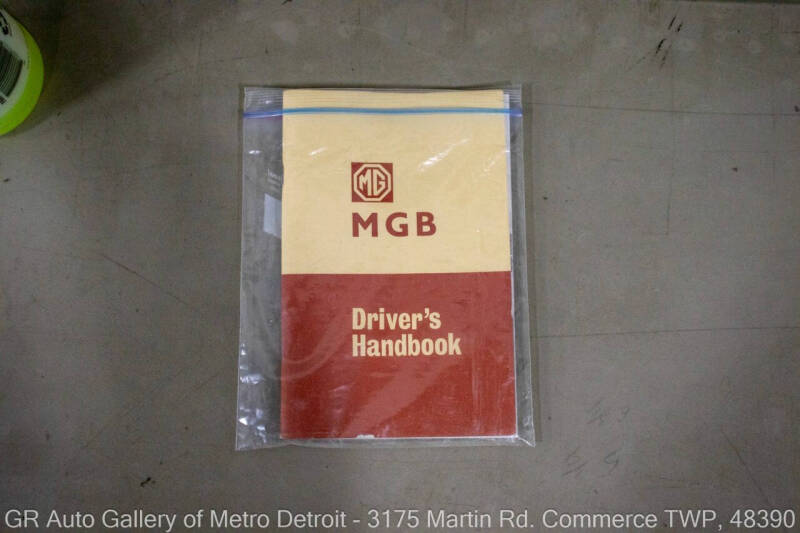 MG
MGB
Driver's
Handbook
GR Auto Gallery of Metro Detroit - 3175 Martin Rd. Commerce TWP, 48390